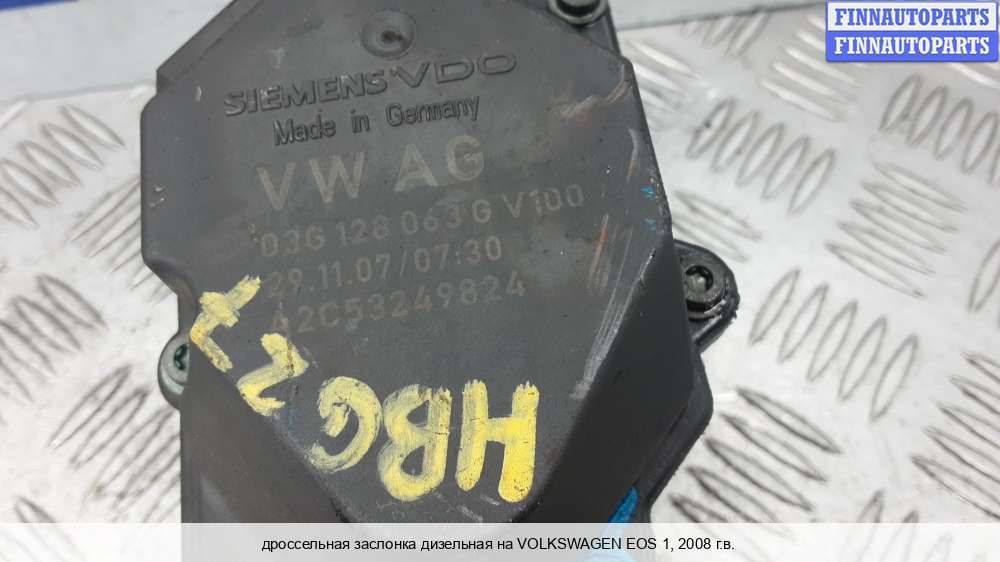 FINNAUTOPARTS
FINNAUTOPARTS
SIEMENS VDO
Made in Germany
VW AG
03G 128 063 G V100
29.11.07/07:30
A2C53249824
HBG
дроссельная заслонка дизельная на VOLKSWAGEN EOS 1, 2008 г.в.